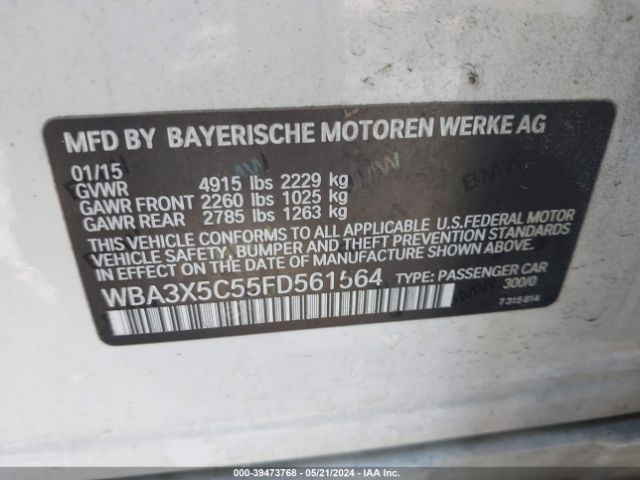 MFD BY BAYERISCHE MOTOREN WERKE AG
01/15
GVWR 4915 lbs 2229 kg
GAWR FRONT 2260 lbs 1025 kg
GAWR REAR 2785 lbs 1263 kg
THIS VEHICLE CONFORMS TO ALL APPLICABLE U.S.FEDERAL MOTOR
VEHICLE SAFETY, BUMPER AND THEFT PREVENTION STANDARDS
IN EFFECT ON THE DATE OF MANUFACTURE SHOWN ABOVE.
WBA3X5C55FD561564 TYPE: PASSENGER CAR
300/0
7 315 814
000-39473768 - 05/21/2024 - IAA Inc.